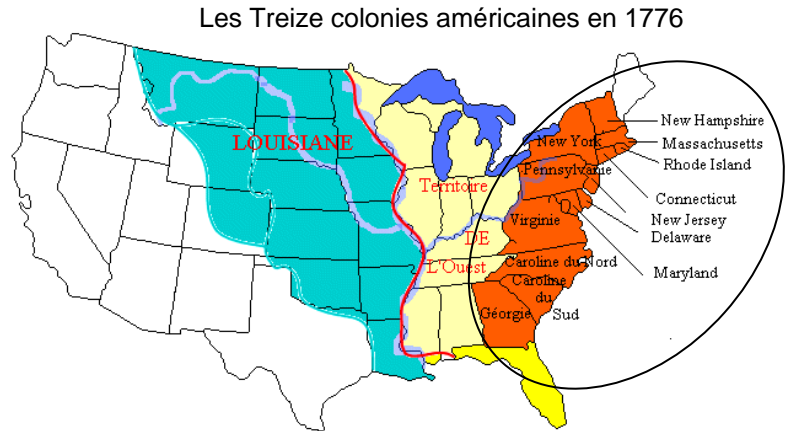 Les Treize colonies américaines en 1776
LOUISIANE
Territoire
DE
L'Ouest
New York
Pennsylvanie
Virginie
Caroline du Nord
Caroline
du
Sud
Géorgie
New Hampshire
Massachusetts
Rhode Island
Connecticut
New Jersey
Delaware
Maryland